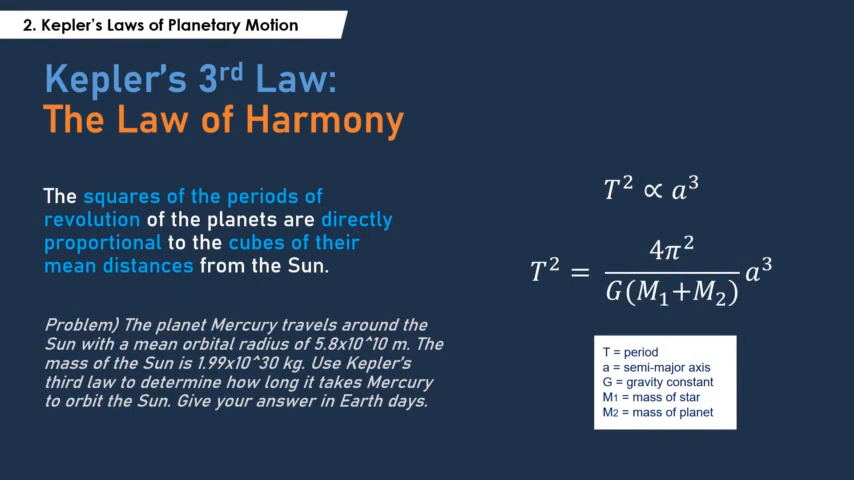 2. Kepler's Laws of Planetary Motion
Kepler's 3rd Law:
The Law of Harmony
The squares of the periods of
revolution of the planets are directly
proportional to the cubes of their
mean distances from the Sun.
Problem) The planet Mercury travels around the
Sun with a mean orbital radius of 5.8x10^10 m. The
mass of the Sun is 1.99x10^30 kg. Use Kepler's
third law to determine how long it takes Mercury
to orbit the Sun. Give your answer in Earth days.
T² ∝ a³
T² = 4π² / G(M₁+M₂) a³
T = period
a = semi-major axis
G = gravity constant
M1 = mass of star
M2 = mass of planet